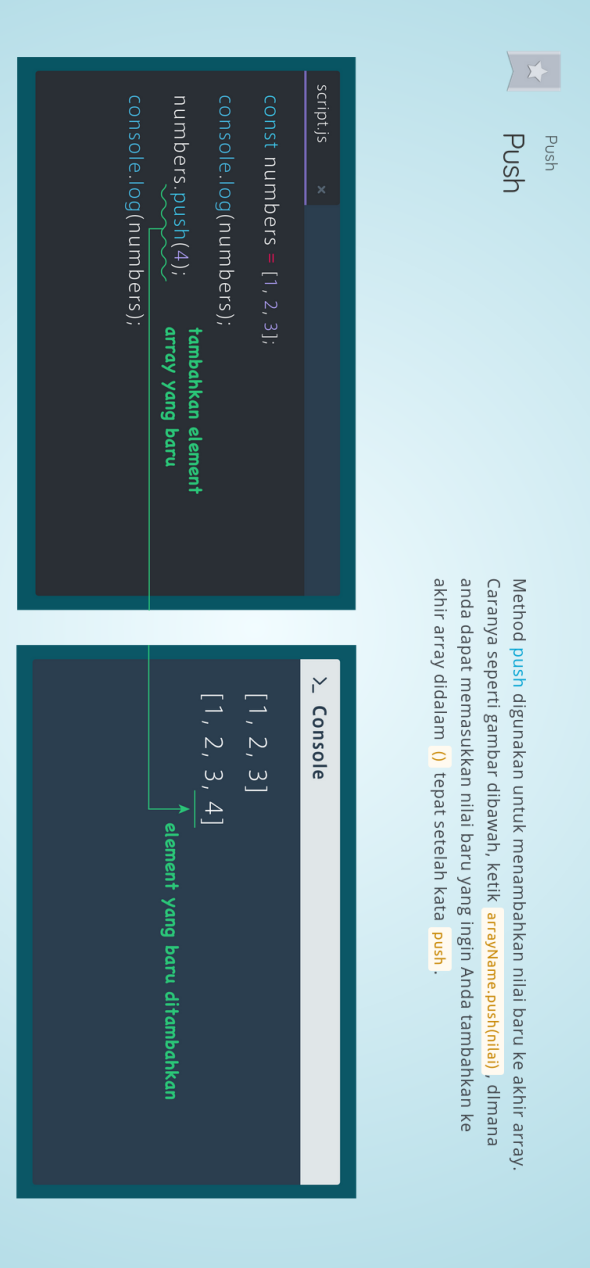 Push
Push
Method push digunakan untuk menambahkan nilai baru ke akhir array.
Caranya seperti gambar dibawah, ketik arrayName.push(nilai), dImana
anda dapat memasukkan nilai baru yang ingin Anda tambahkan ke
akhir array didalam () tepat setelah kata push.
script.js x
const numbers = [1, 2, 3];
console.log(numbers);
numbers.push(4);
console.log(numbers);
tambahkan element
array yang baru
>_ Console
[1, 2, 3]
[1, 2, 3, 4]
element yang baru ditambahkan